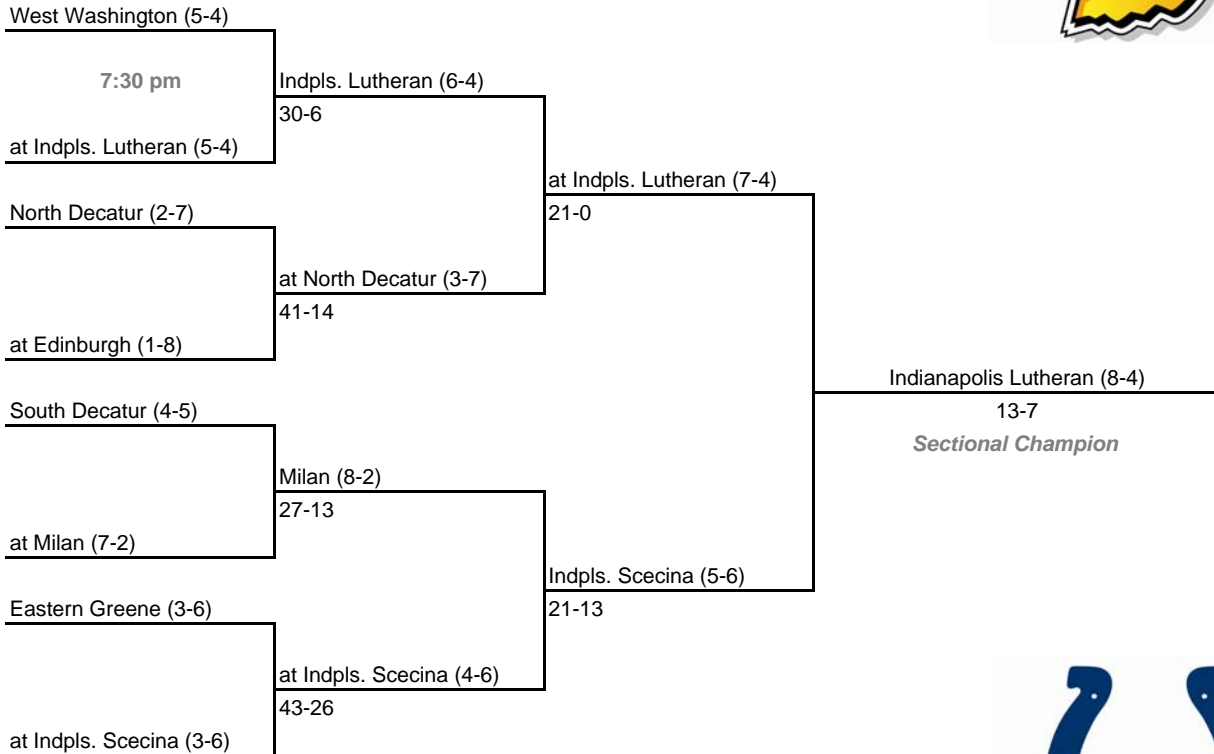 West Washington (5-4)
7:30 pm
Indpls. Lutheran (6-4)
30-6
at Indpls. Lutheran (5-4)
at Indpls. Lutheran (7-4)
North Decatur (2-7)
21-0
at North Decatur (3-7)
41-14
at Edinburgh (1-8)
Indianapolis Lutheran (8-4)
South Decatur (4-5)
13-7
Sectional Champion
Milan (8-2)
27-13
at Milan (7-2)
Indpls. Scecina (5-6)
Eastern Greene (3-6)
21-13
at Indpls. Scecina (4-6)
43-26
at Indpls. Scecina (3-6)